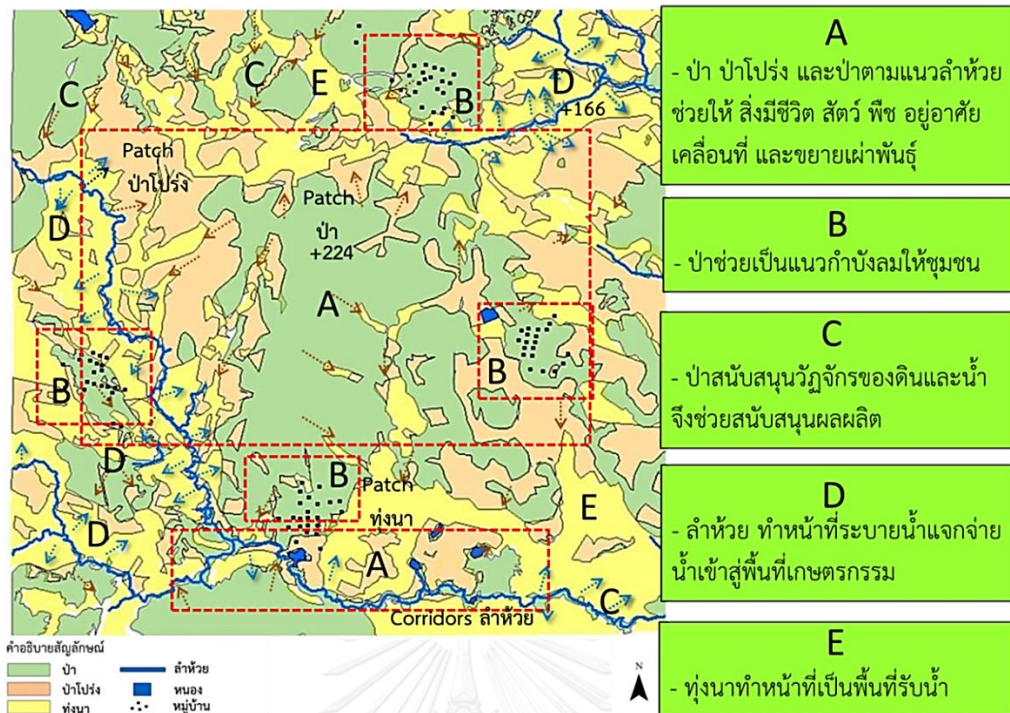 C
C
E
B
D
+166
Patch
ป่าโปร่ง
Patch
ป่า
+224
D
A
B
B
D
B
Patch
ทุ่งนา
E
D
A
C
Corridors ลำห้วย
คำอธิบายสัญลักษณ์
ป่า
ลำห้วย
ป่าโปร่ง
หนอง
ทุ่งนา
หมู่บ้าน
N
A
- ป่า ป่าโปร่ง และป่าตามแนวลำห้วย
ช่วยให้ สิ่งมีชีวิต สัตว์ พืช อยู่อาศัย
เคลื่อนที่ และขยายเผ่าพันธุ์
B
- ป่าช่วยเป็นแนวกำบังลมให้ชุมชน
C
- ป่าสนับสนุนวัฏจักรของดินและน้ำ
จึงช่วยสนับสนุนผลผลิต
D
- ลำห้วย ทำหน้าที่ระบายน้ำแจกจ่าย
น้ำเข้าสู่พื้นที่เกษตรกรรม
E
- ทุ่งนาทำหน้าที่เป็นพื้นที่รับน้ำ